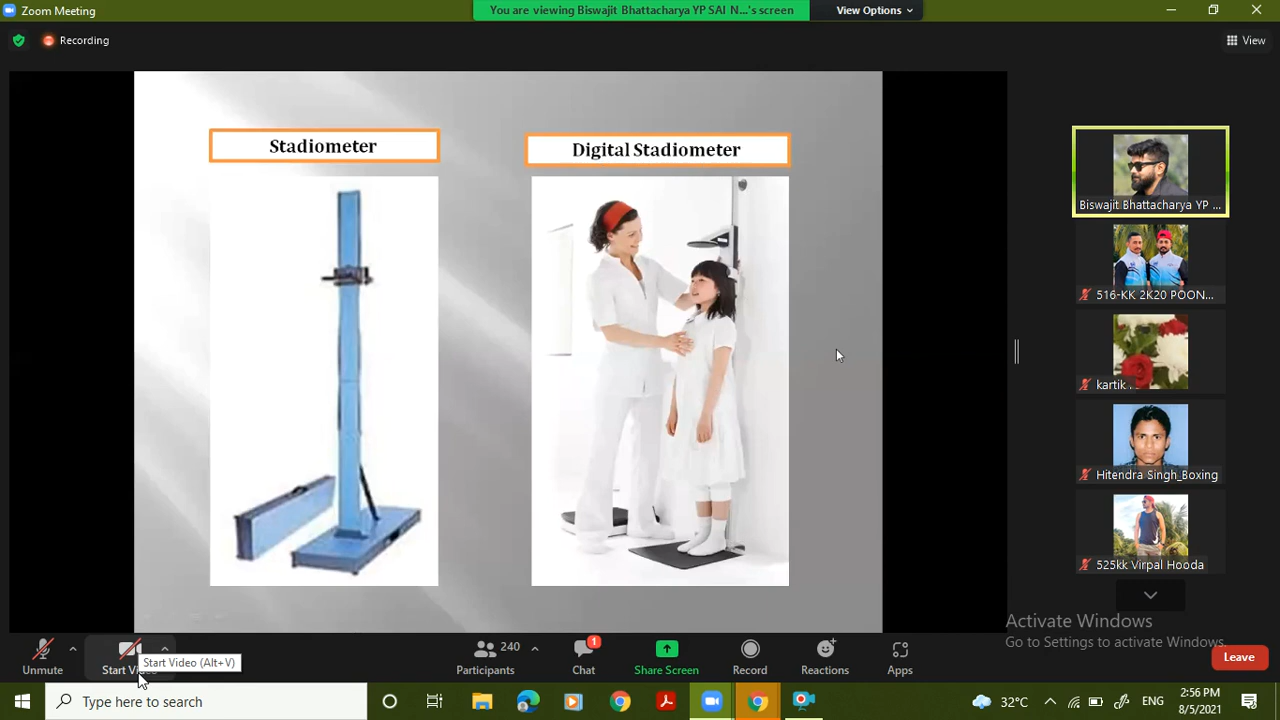 Zoom Meeting
You are viewing Biswajit Bhattacharya YP SAI N...'s screen
View Options
Recording
View
Stadiometer
Digital Stadiometer
Biswajit Bhattacharya YP ...
516-KK 2K20 POON...
kartik
Hitendra Singh_Boxing
525kk Virpal Hooda
Activate Windows
Go to Settings to activate Windows.
Unmute
Start Video
Start Video (Alt+V)
240
Participants
1
Chat
Share Screen
Record
Reactions
Apps
Leave
Type here to search
32°C
ENG
2:56 PM
8/5/2021